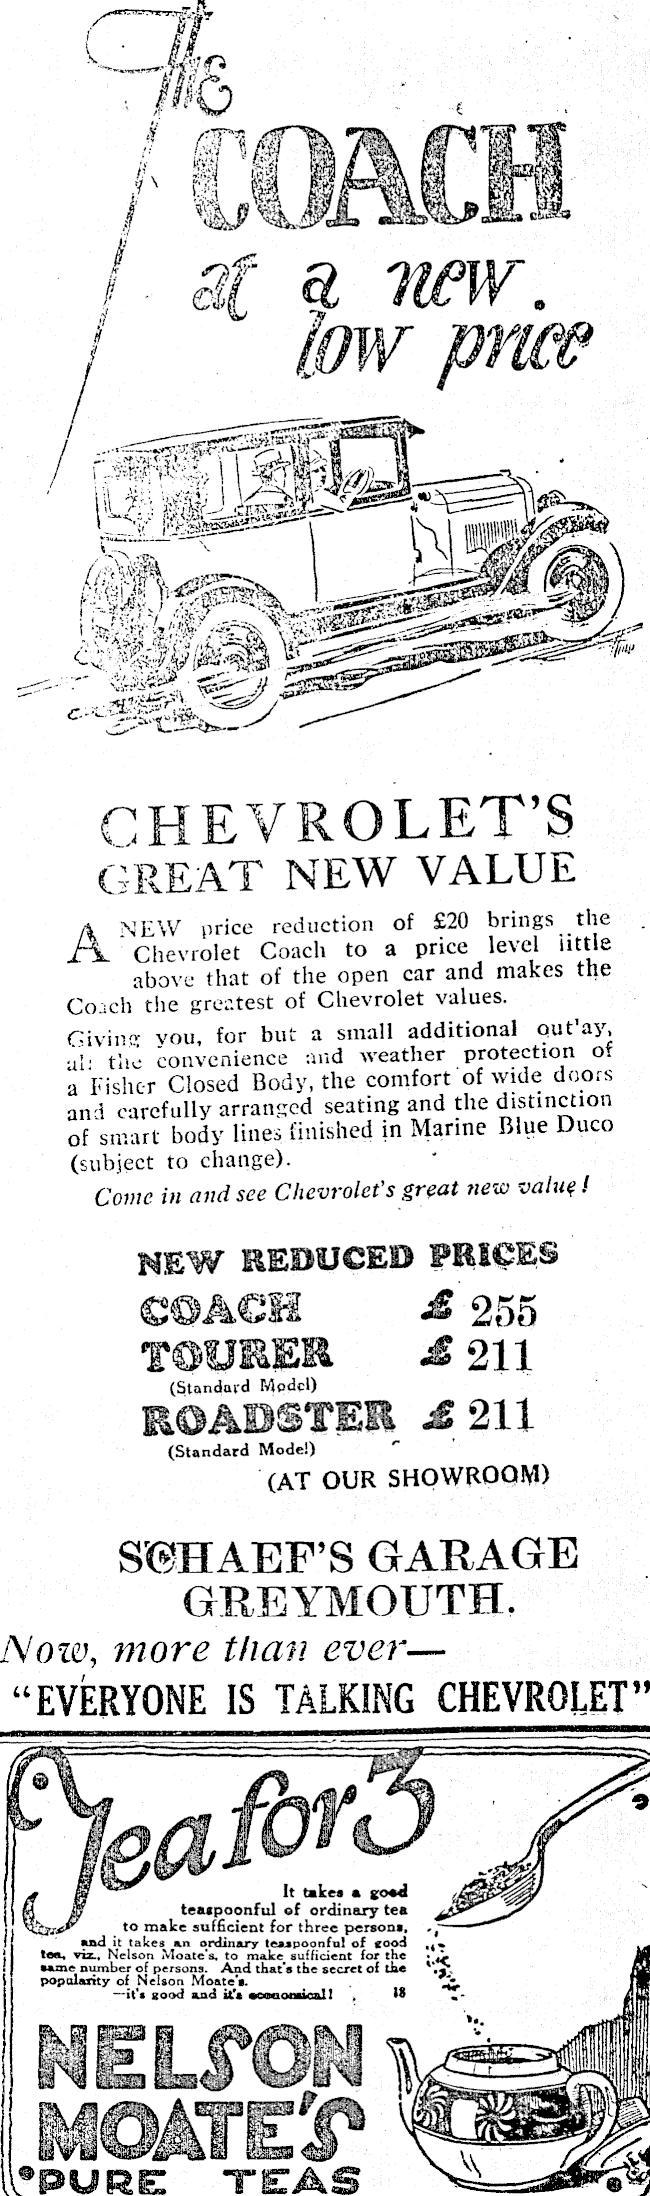 The
COACH
at a new
low price
CHEVROLET'S
GREAT NEW VALUE
A NEW price reduction of £20 brings the
Chevrolet Coach to a price level little
above that of the open car and makes the
Coach the greatest of Chevrolet values.
Giving you, for but a small additional out'ay,
all the convenience and weather protection of
a Fisher Closed Body, the comfort of wide doors
and carefully arranged seating and the distinction
of smart body lines finished in Marine Blue Duco
(subject to change).
Come in and see Chevrolet's great new value!
NEW REDUCED PRICES
COACH £ 255
TOURER £ 211
(Standard Model)
ROADSTER £ 211
(Standard Model)
(AT OUR SHOWROOM)
SCHAEF'S GARAGE
GREYMOUTH.
Now, more than ever—
"EVERYONE IS TALKING CHEVROLET"
Tea for 3
It takes a good
teaspoonful of ordinary tea
to make sufficient for three persons,
and it takes an ordinary teaspoonful of good
tea, viz., Nelson Moate's, to make sufficient for the
same number of persons. And that's the secret of the
popularity of Nelson Moate's.
—it's good and it's economical! 18
NELSON
MOATE'S
PURE TEAS